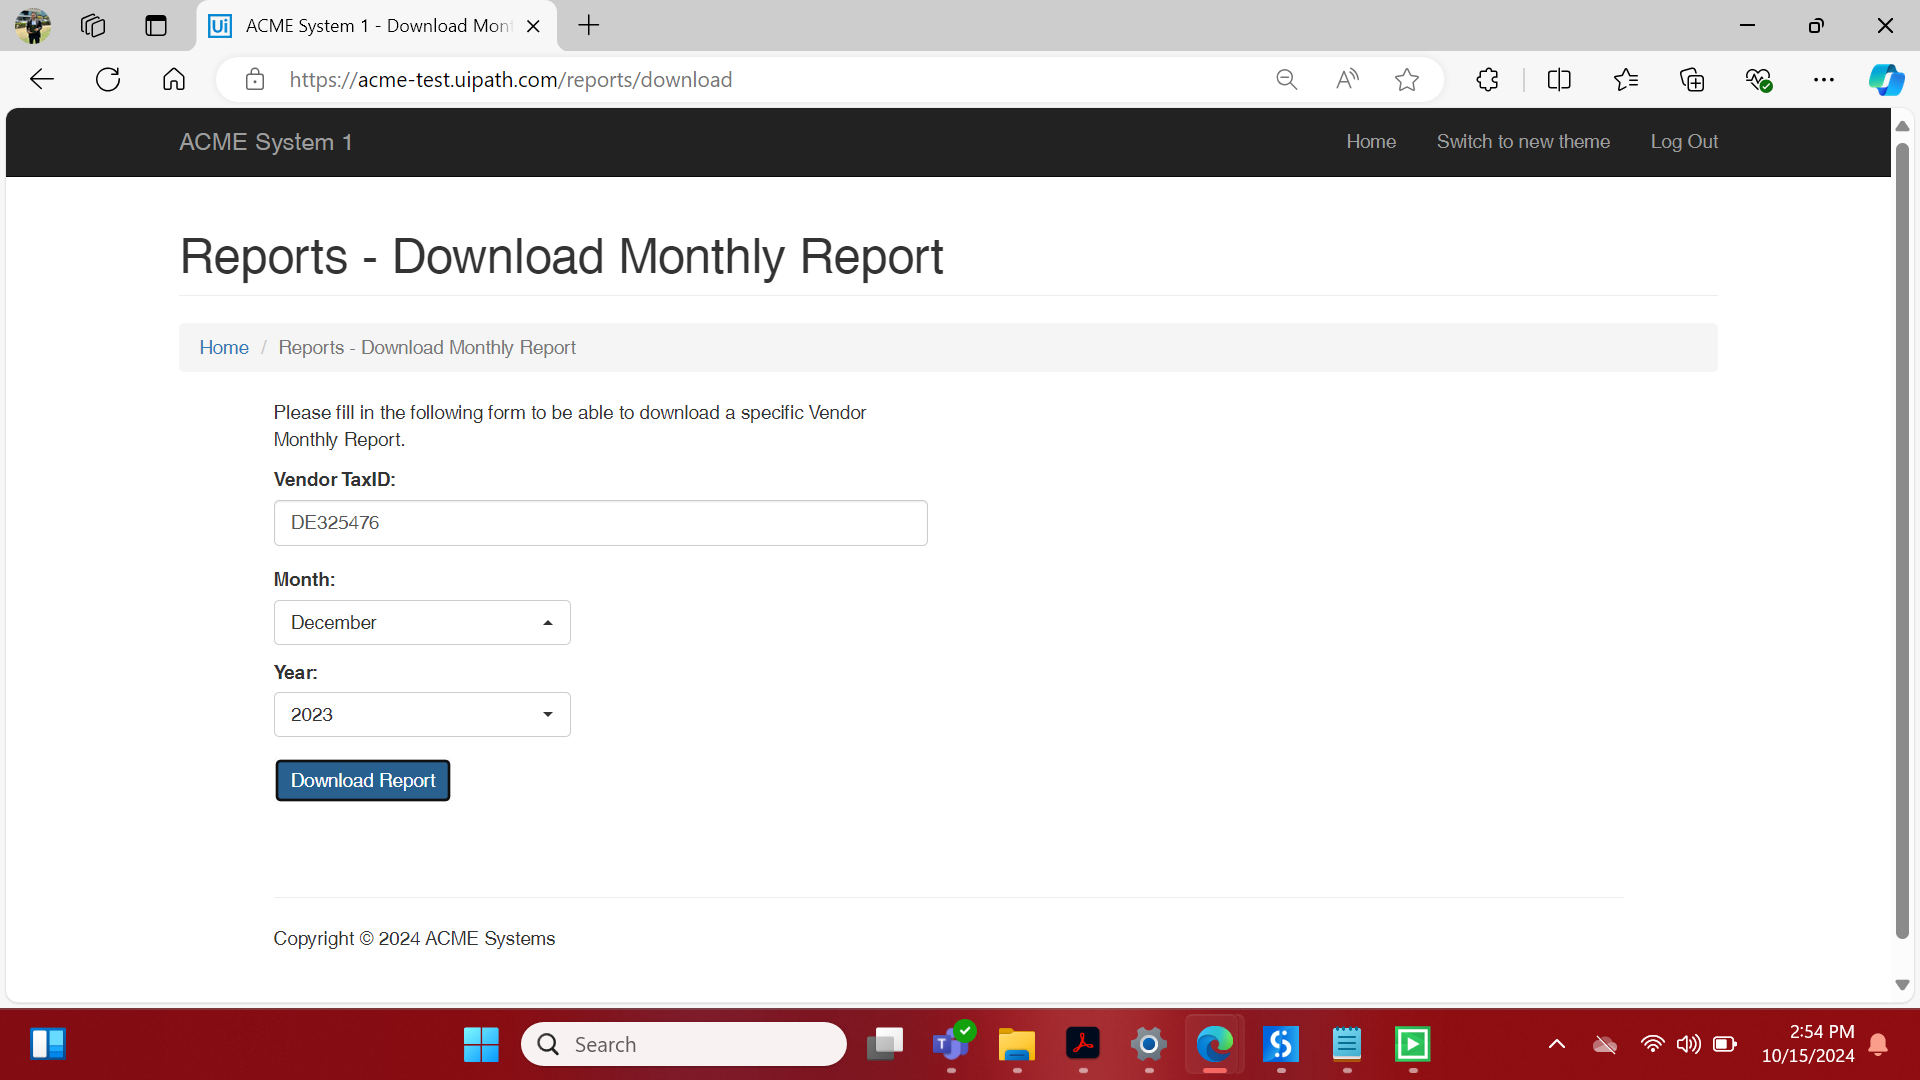 Ui ACME System 1 - Download Mon
https://acme-test.uipath.com/reports/download
ACME System 1 Home Switch to new theme Log Out
Reports - Download Monthly Report
Home / Reports - Download Monthly Report
Please fill in the following form to be able to download a specific Vendor
Monthly Report.
Vendor TaxID:
DE325476
Month:
December
Year:
2023
Download Report
Copyright © 2024 ACME Systems
Search
2:54 PM
10/15/2024